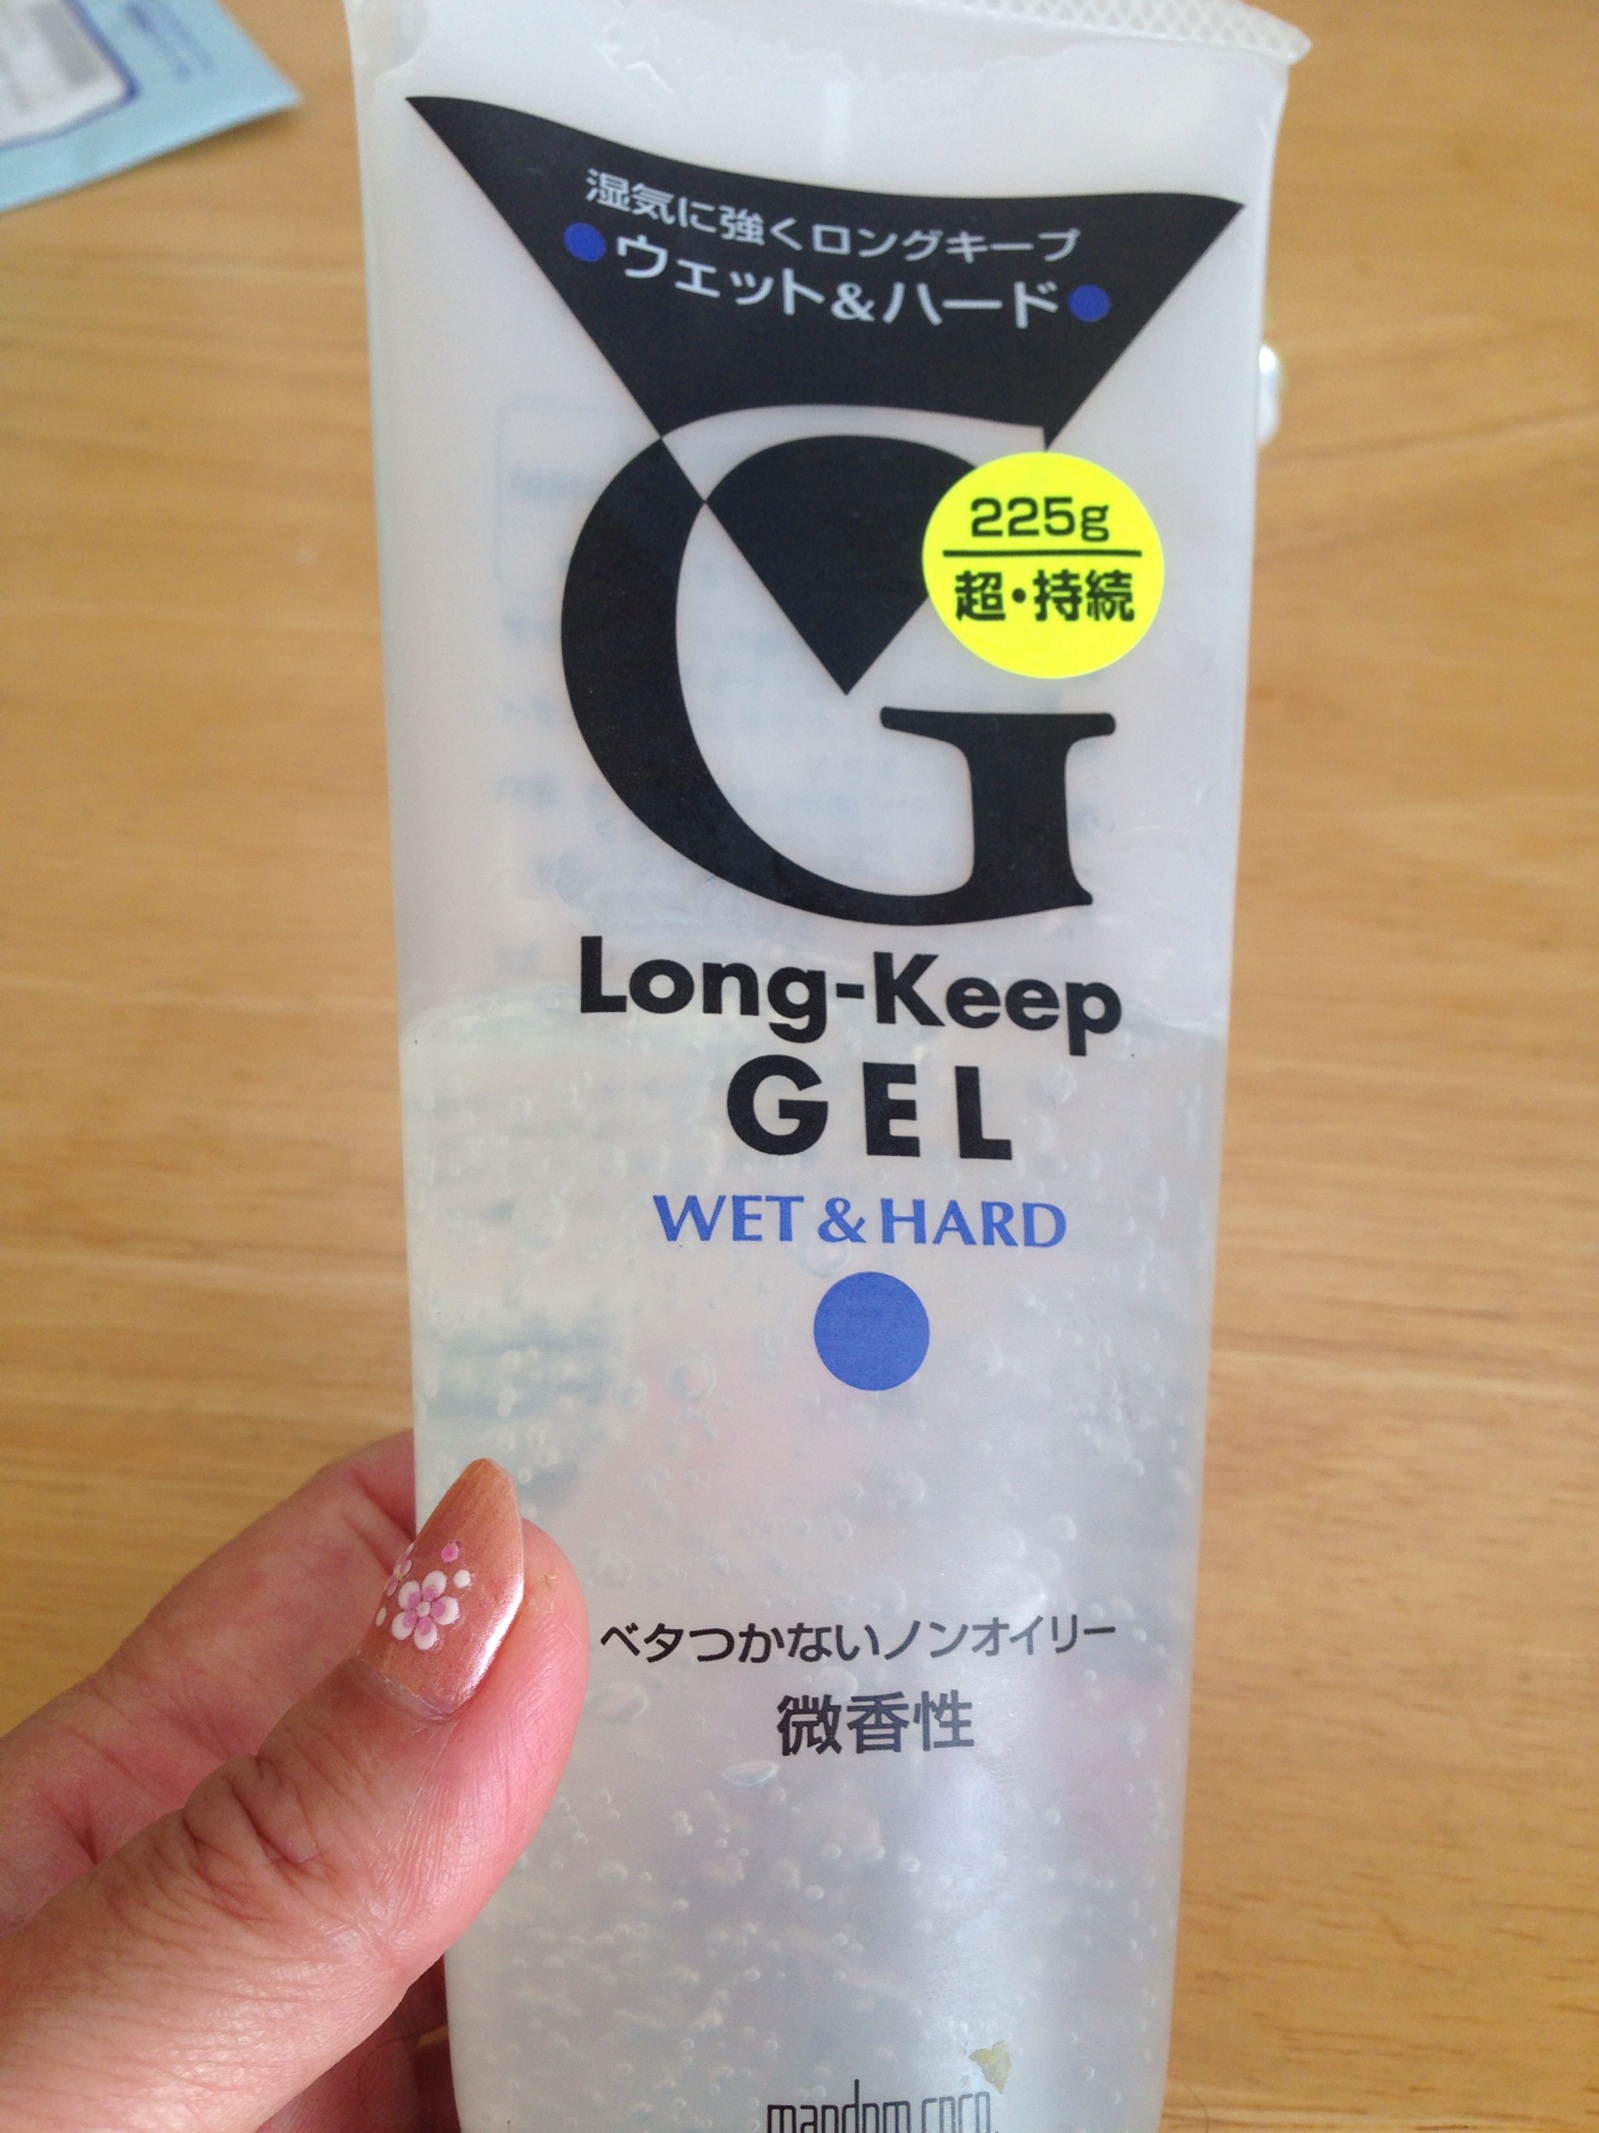 湿気に強くロングキープ
ウェット&ハード
225g
超・持続
G
Long-Keep
GEL
WET & HARD
ベタつかないノンオイリー
微香性
mandom corp.